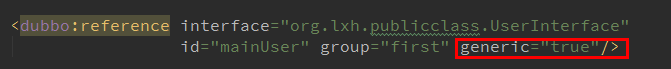 <dubbo:reference interface="org.lxh.publicclass.UserInterface"
id="mainUser" group="first" generic="true"/>